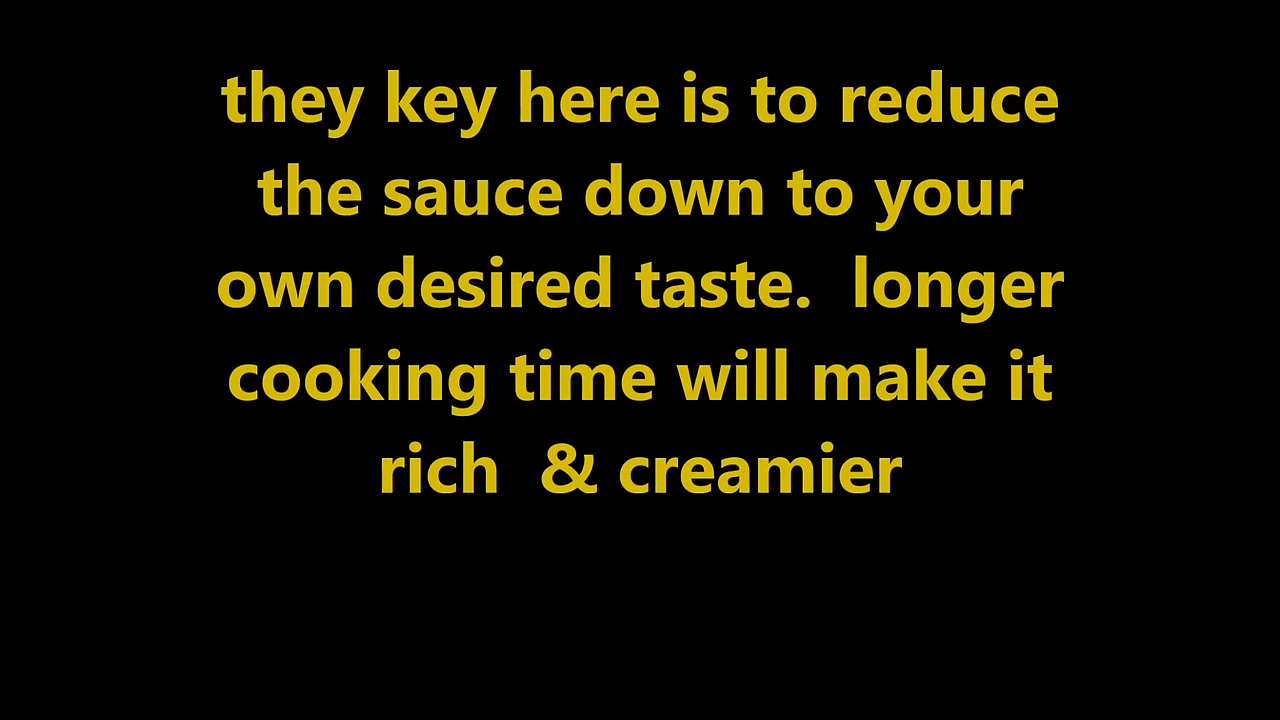 they key here is to reduce
the sauce down to your
own desired taste.  longer
cooking time will make it
rich  & creamier